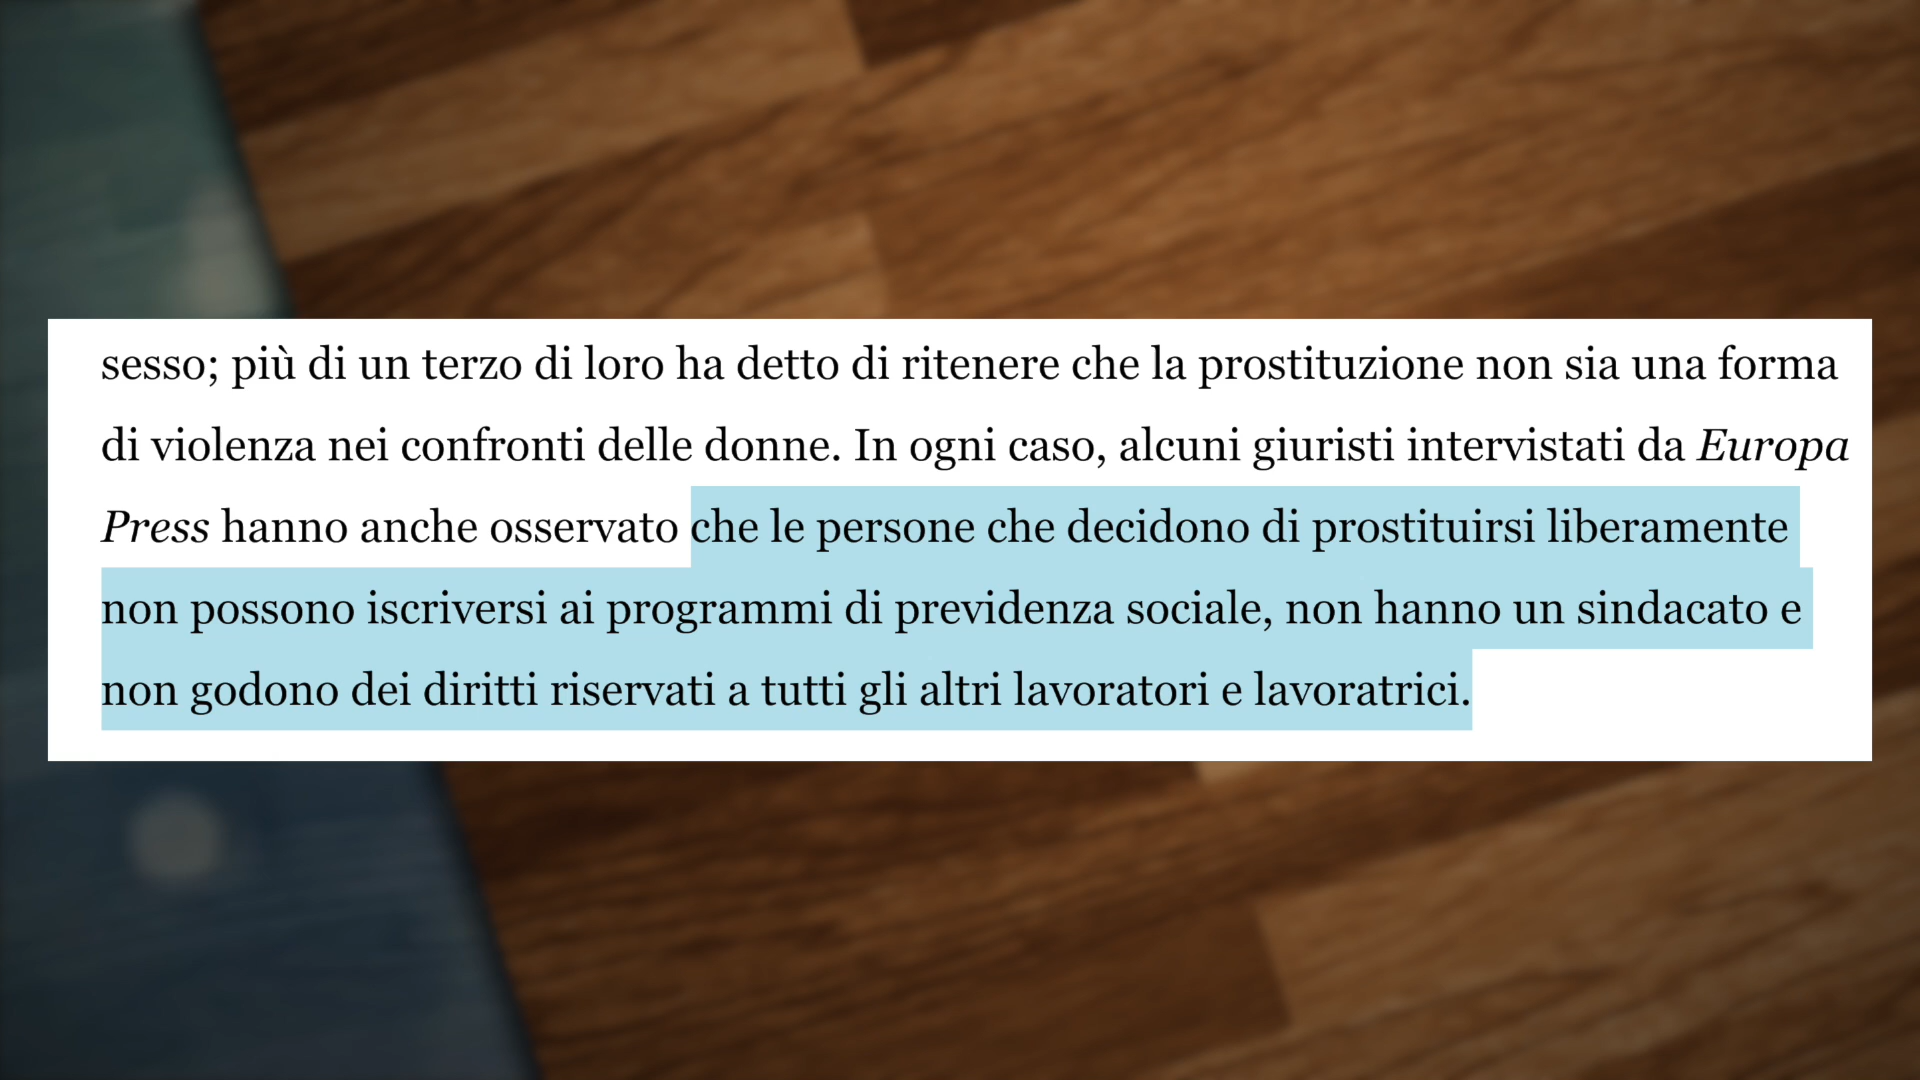 sesso; più di un terzo di loro ha detto di ritenere che la prostituzione non sia una forma
di violenza nei confronti delle donne. In ogni caso, alcuni giuristi intervistati da Europa
Press hanno anche osservato che le persone che decidono di prostituirsi liberamente
non possono iscriversi ai programmi di previdenza sociale, non hanno un sindacato e
non godono dei diritti riservati a tutti gli altri lavoratori e lavoratrici.